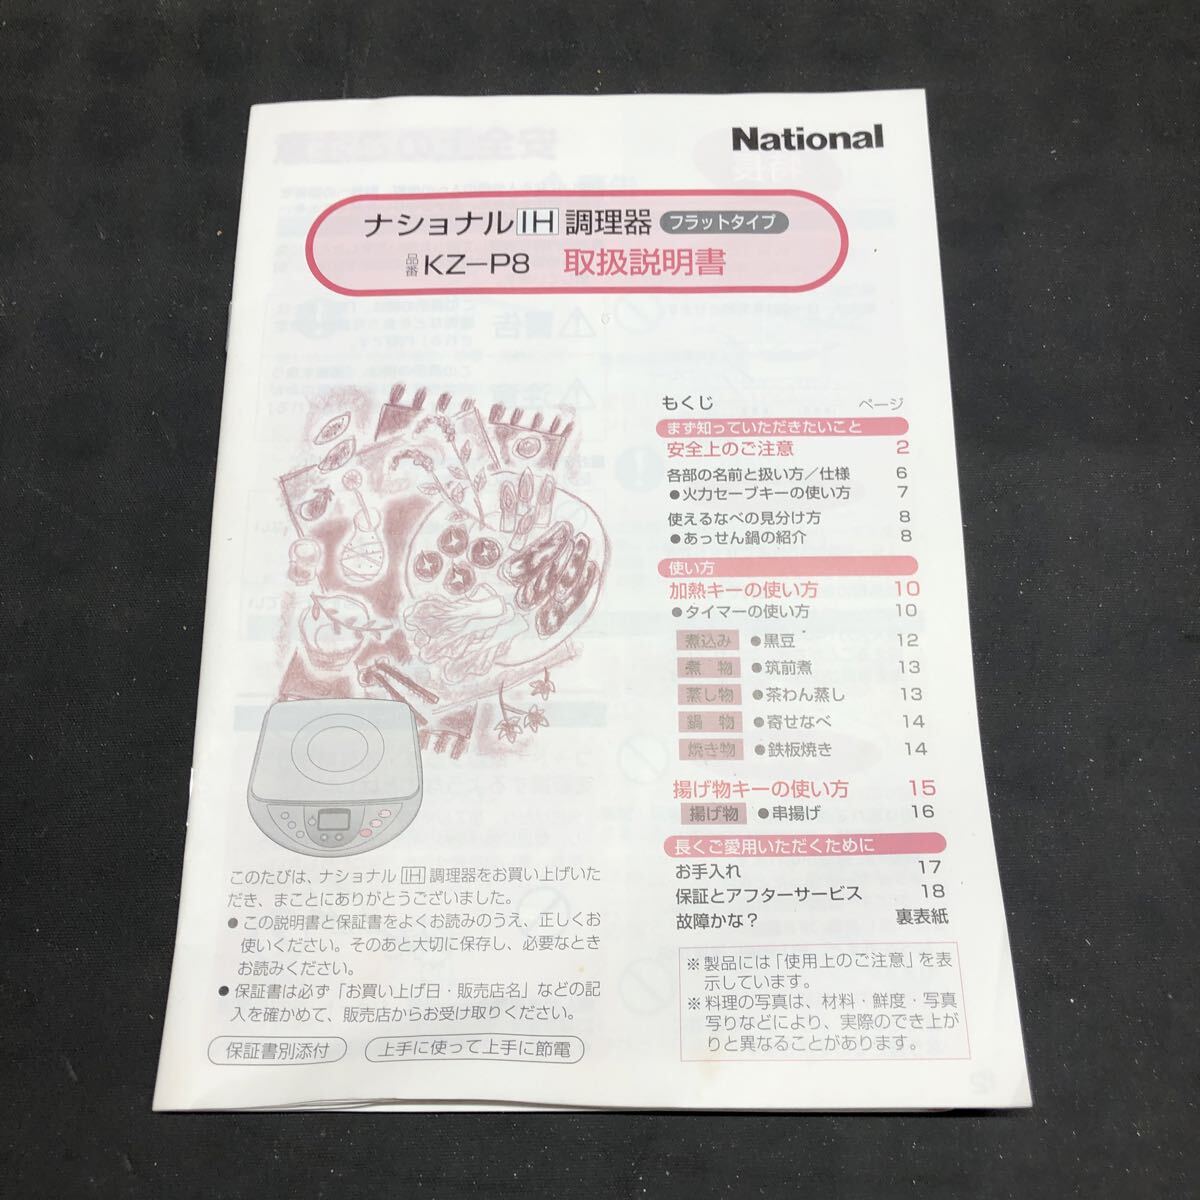 National
ナショナル IH 調理器 フラットタイプ
品番 KZ-P8 取扱説明書
もくじ ページ
まず知っていただきたいこと
安全上のご注意 2
各部の名前と扱い方/仕様 6
●火力セーブキーの使い方 7
使えるなべの見分け方 8
●あっせん鍋の紹介 8
使い方
加熱キーの使い方 10
●タイマーの使い方 10
煮込み ●黒豆 12
煮物 ●筑前煮 13
蒸し物 ●茶わん蒸し 13
鍋物 ●寄せなべ 14
焼き物 ●鉄板焼き 14
揚げ物キーの使い方 15
揚げ物 ●串揚げ 16
長くご愛用いただくために
お手入れ 17
保証とアフターサービス 18
故障かな? 裏表紙
※製品には「使用上のご注意」を表
示しています。
※料理の写真は、材料・鮮度・写真
写りなどにより、実際のでき上が
りと異なることがあります。
このたびは、ナショナル IH 調理器をお買い上げいた
だき、まことにありがとうございました。
●この説明書と保証書をよくお読みのうえ、正しくお
使いください。そのあと大切に保存し、必要なとき
お読みください。
●保証書は必ず「お買い上げ日・販売店名」などの記
入を確かめて、販売店からお受け取りください。
保証書別添付 上手に使って上手に節電